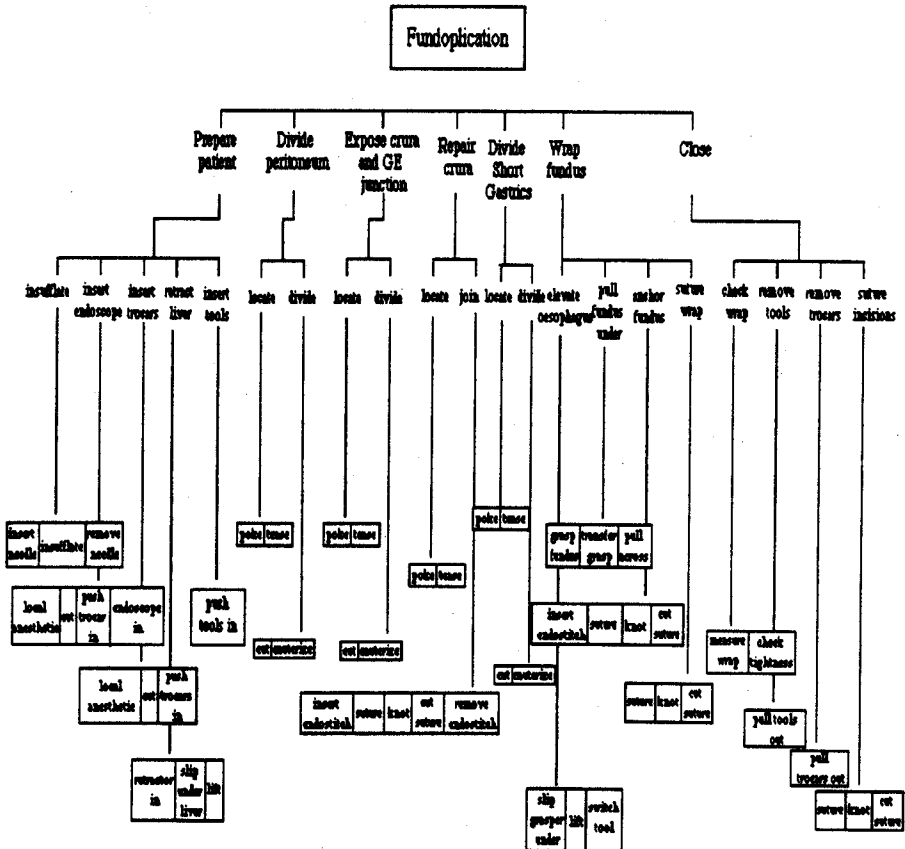 Fundoplication
Prepare
patient
Divide
peritoneum
Expose crura
and GE
junction
Repair
crura
Divide
Short
Gastrics
Wrap
fundus
Close
insufflate
insert
endoscope
insert
trocars
retract
liver
insert
tools
locate
divide
locate
divide
locate
join
locate
divide
elevate
oesophagus
pull
fundus
under
anchor
fundus
suture
wrap
check
wrap
remove
tools
remove
trocars
suture
incisions
insert
needle
insufflate
remove
needle
poke
tense
poke
tense
poke
tense
grasp
fundus
transfer
grasp
pull
across
poke
tense
local
anesthetic
cut
push
trocar
in
endoscope
in
push
tools in
insert
endostitch
suture
knot
cut
suture
cut
cauterize
cut
cauterize
measure
wrap
check
tightness
local
anesthetic
cut
push
trocars
in
cut
cauterize
insert
endostitch
suture
knot
cut
suture
remove
endostitch
suture
knot
cut
suture
pull tools
out
pull
trocars out
retractor
in
slip
under
liver
lift
slip
grasper
under
lift
switch
tool
suture
knot
cut
suture